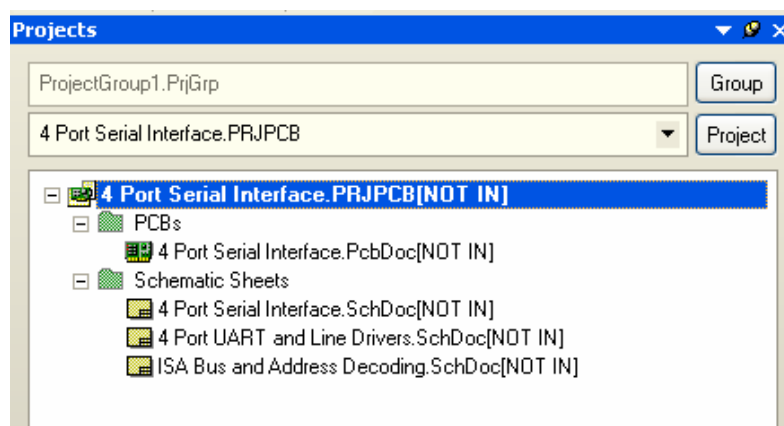 Projects
ProjectGroup1.PrjGrp Group
4 Port Serial Interface.PRJPCB Project
4 Port Serial Interface.PRJPCB[NOT IN]
PCBs
4 Port Serial Interface.PcbDoc[NOT IN]
Schematic Sheets
4 Port Serial Interface.SchDoc[NOT IN]
4 Port UART and Line Drivers.SchDoc[NOT IN]
ISA Bus and Address Decoding.SchDoc[NOT IN]